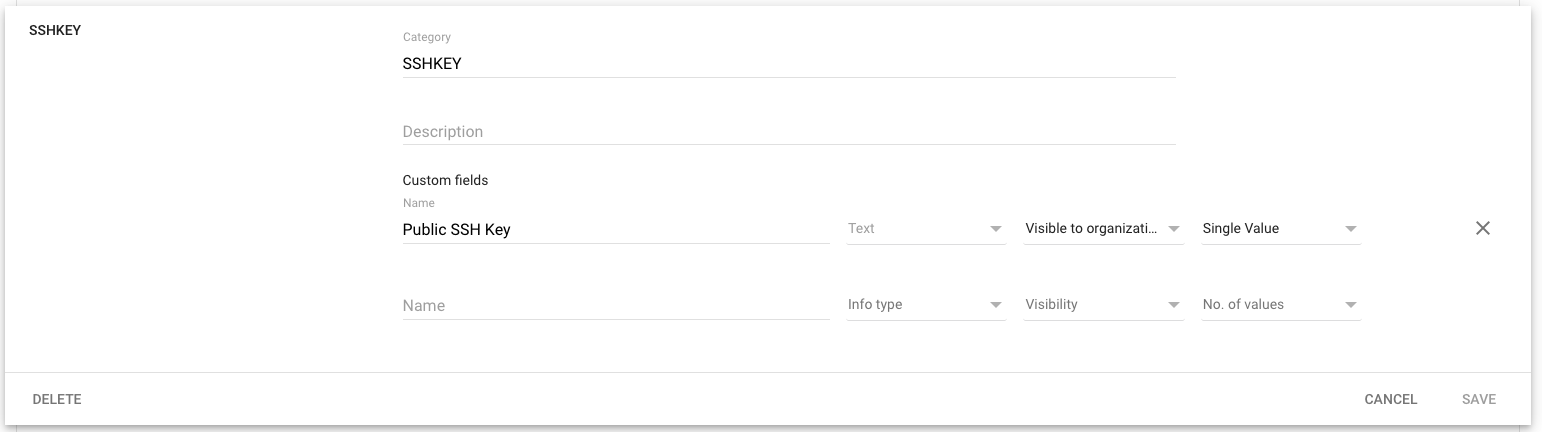 SSHKEY
Category
SSHKEY
Description
Custom fields
Name
Public SSH Key Text Visible to organizati... Single Value
Name Info type Visibility No. of values
DELETE CANCEL SAVE